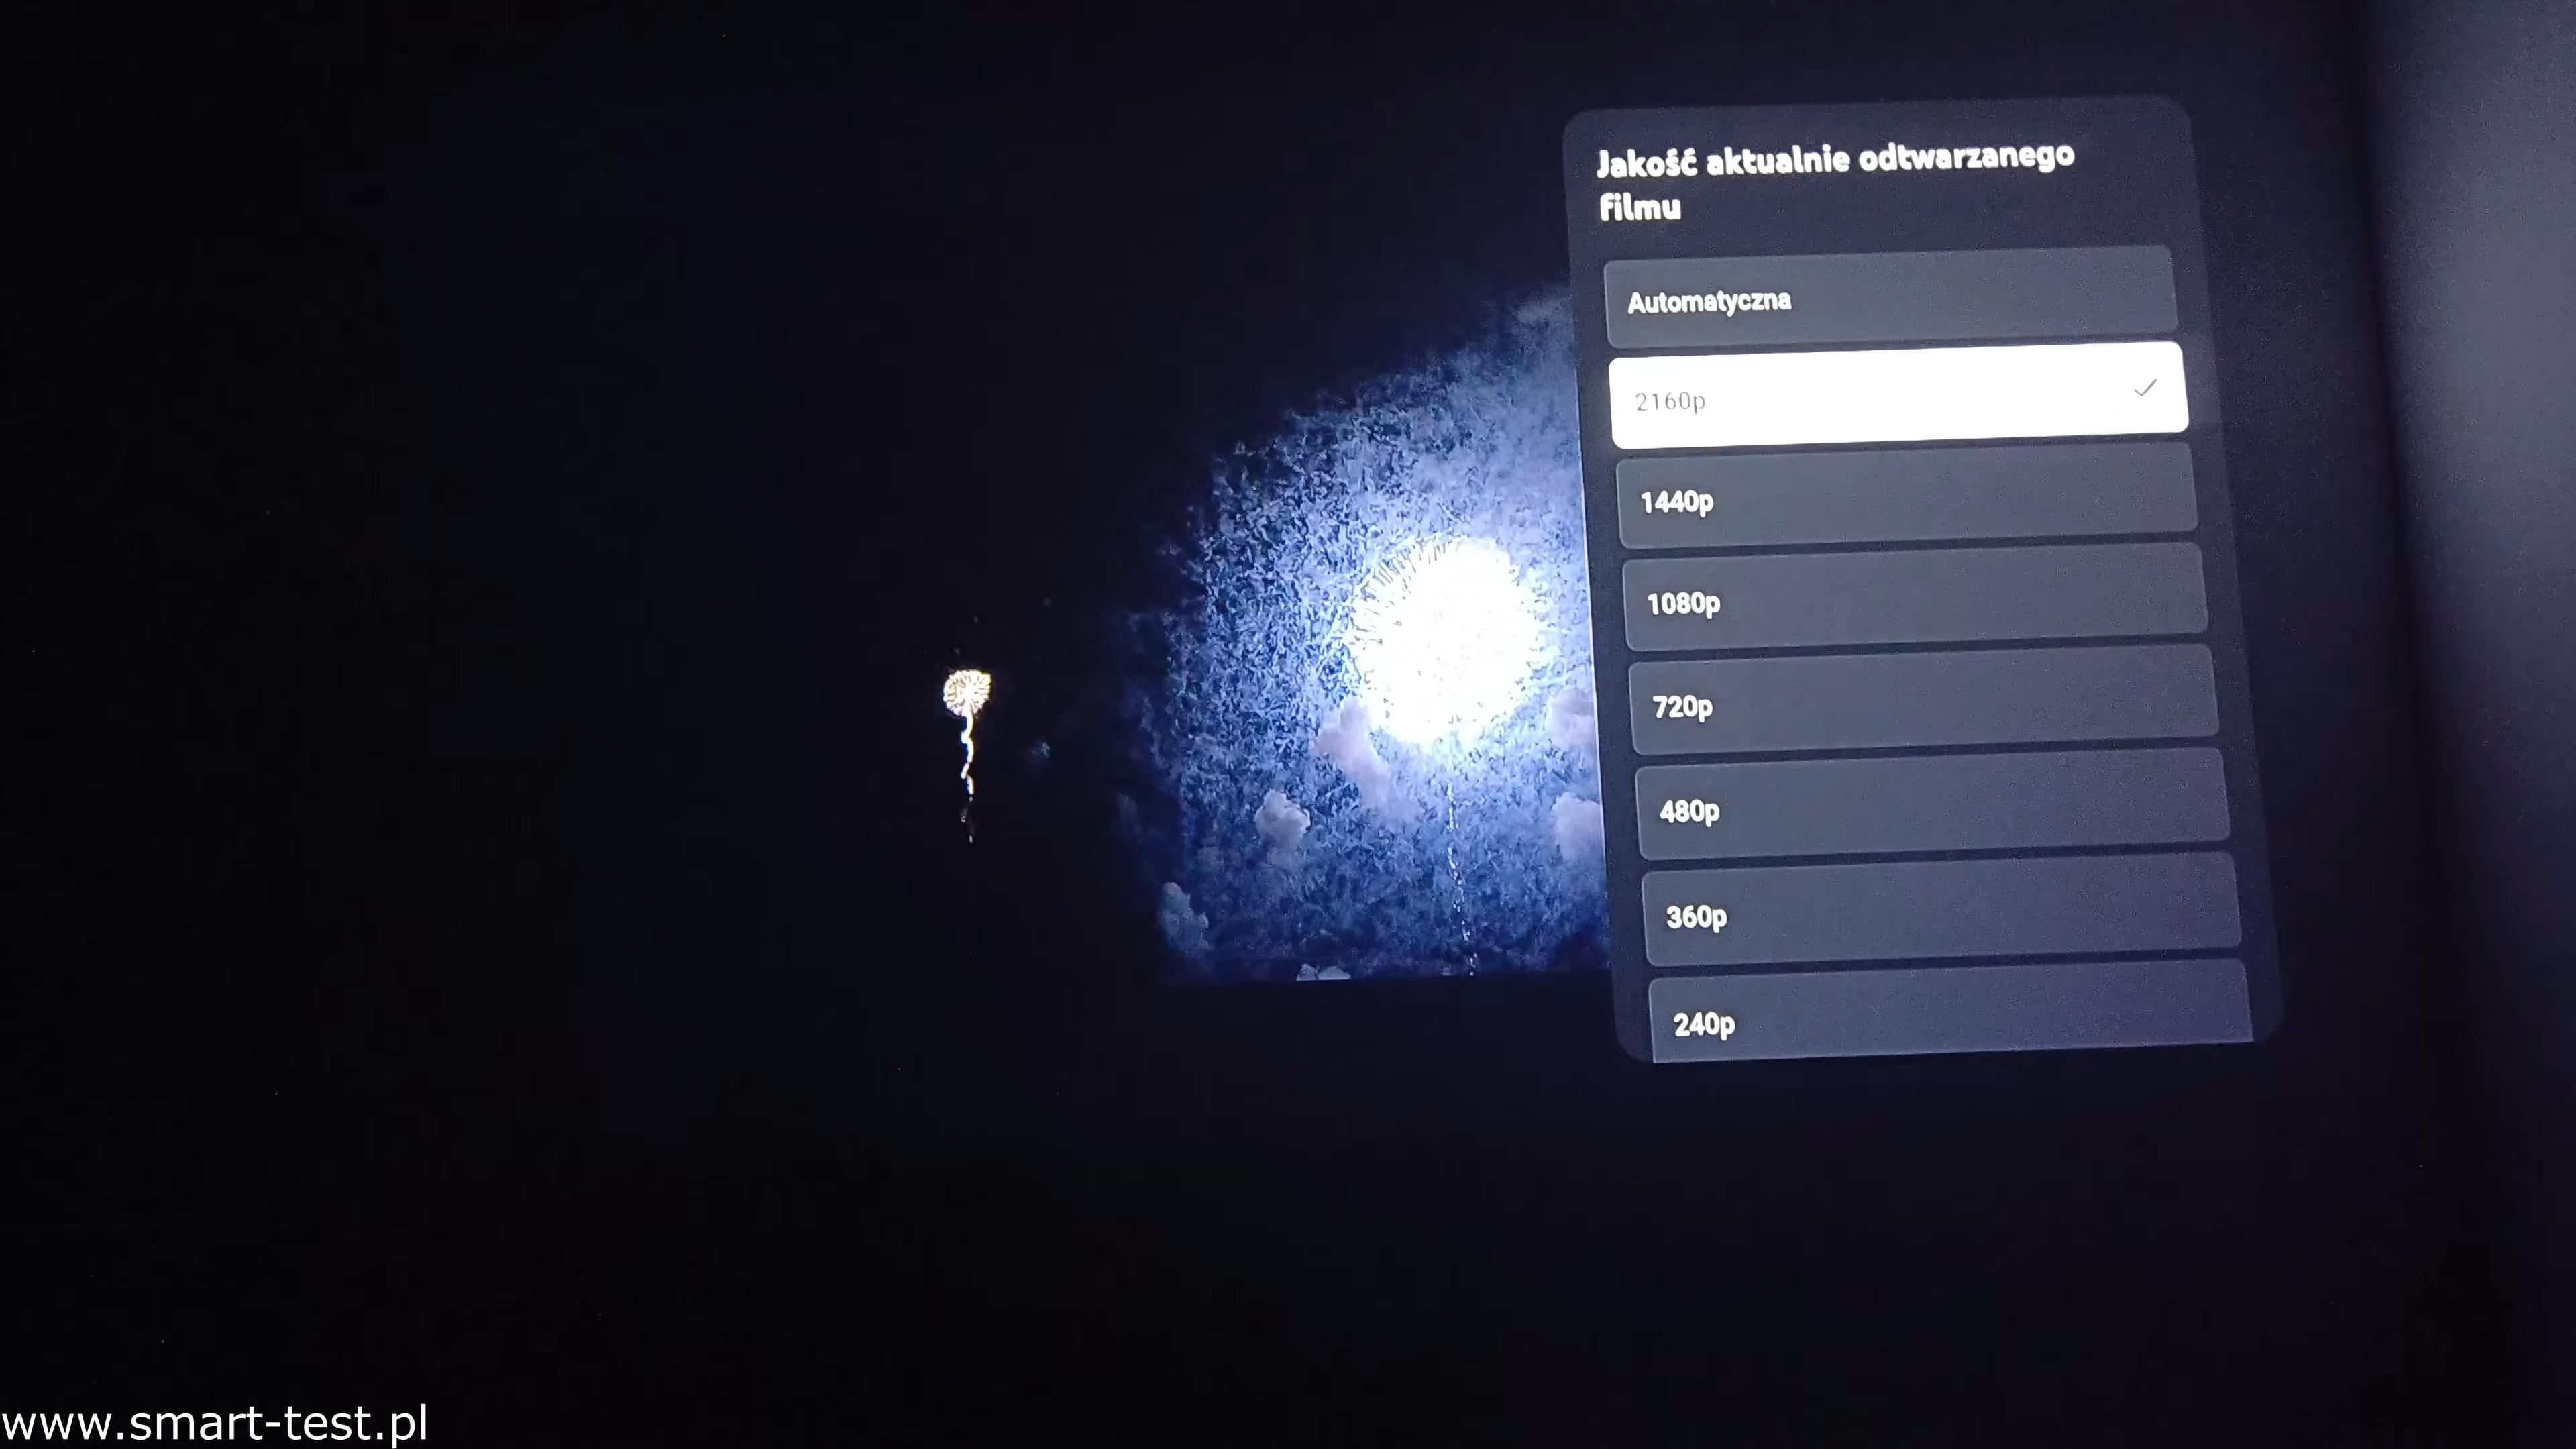 Jakość aktualnie odtwarzanego
filmu
Automatyczna
2160p
1440p
1080p
720p
480p
360p
240p
www.smart-test.pl